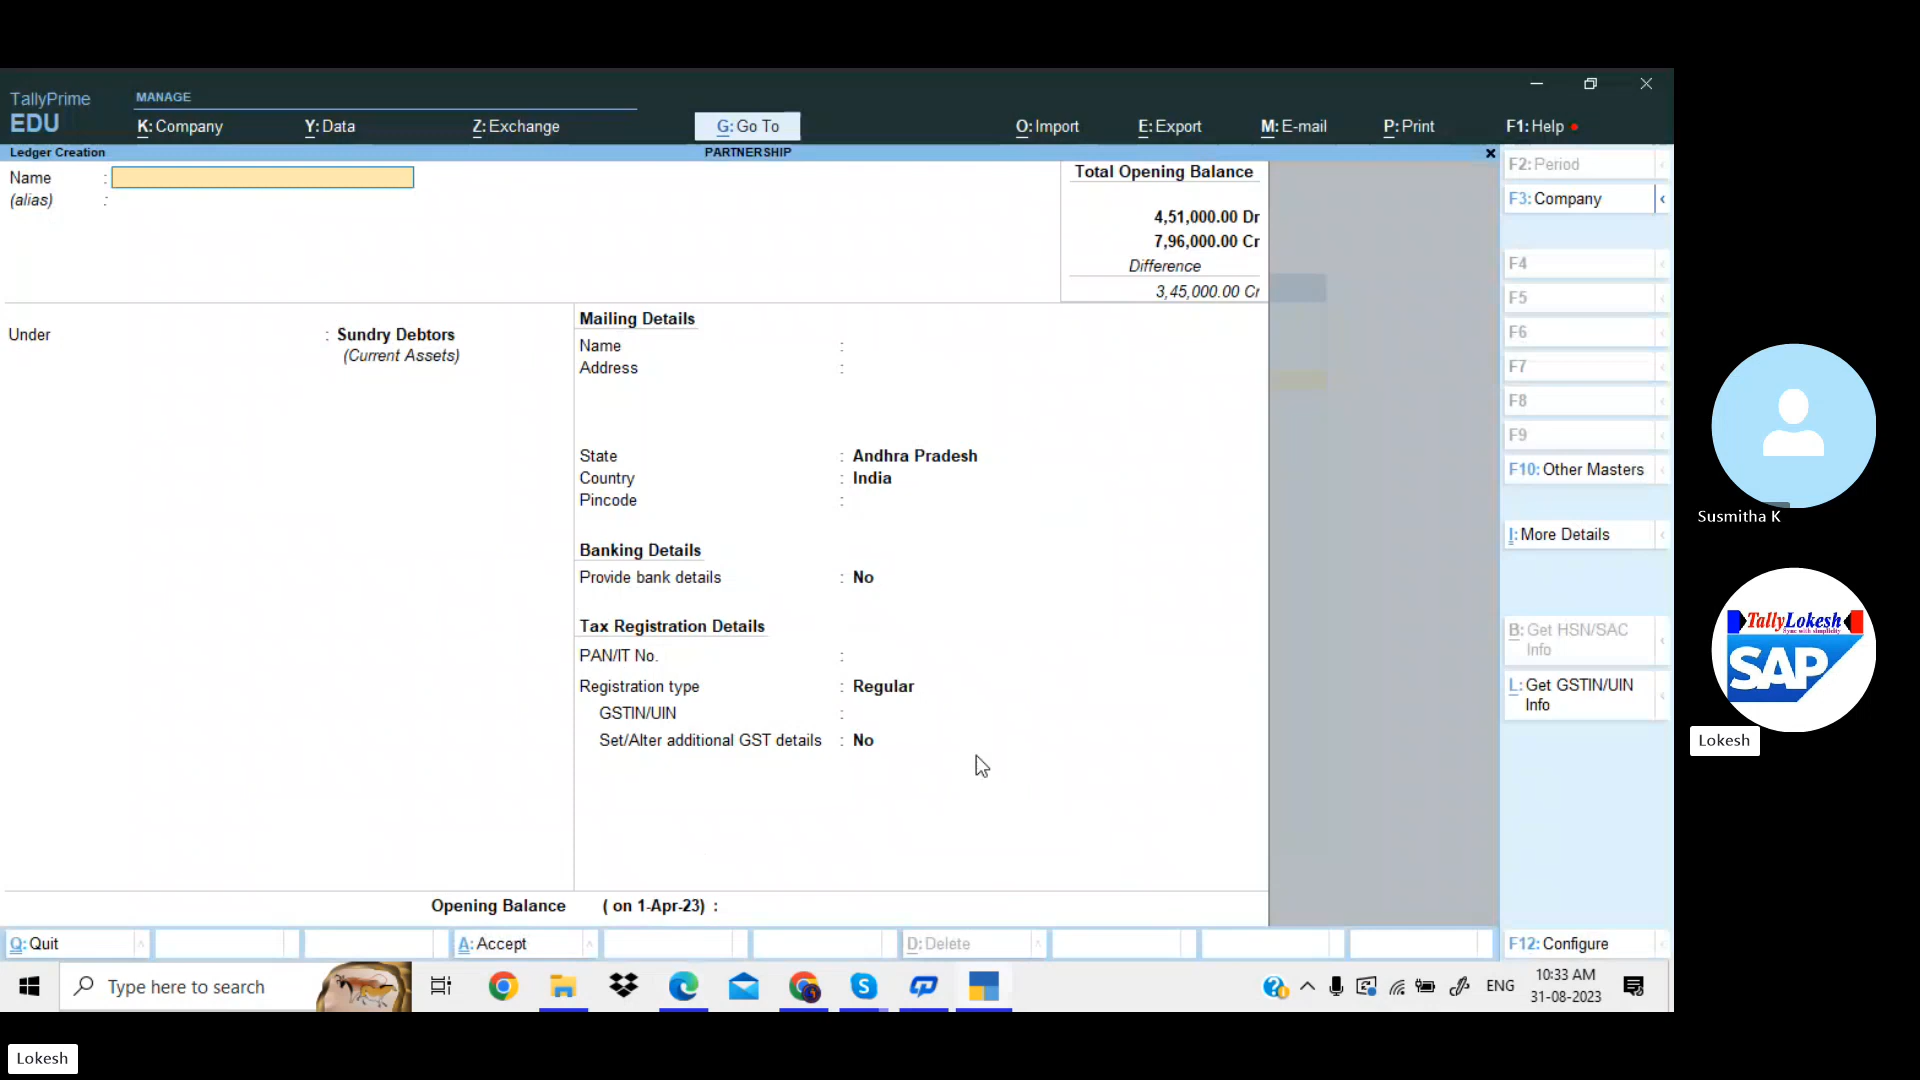 TallyPrime
EDU
MANAGE
K: Company
Y: Data
Z: Exchange
G: Go To
O: Import
E: Export
M: E-mail
P: Print
F1: Help
Ledger Creation
PARTNERSHIP
Name :
(alias) :
Total Opening Balance
4,51,000.00 Dr
7,96,000.00 Cr
Difference
3,45,000.00 Cr
Under : Sundry Debtors
(Current Assets)
Mailing Details
Name :
Address :
State : Andhra Pradesh
Country : India
Pincode :
Banking Details
Provide bank details : No
Tax Registration Details
PAN/IT No. :
Registration type : Regular
GSTIN/UIN :
Set/Alter additional GST details : No
Opening Balance ( on 1-Apr-23) :
Q: Quit
A: Accept
D: Delete
F2: Period
F3: Company
F4
F5
F6
F7
F8
F9
F10: Other Masters
I: More Details
B: Get HSN/SAC
Info
L: Get GSTIN/UIN
Info
F12: Configure
Type here to search
ENG
10:33 AM
31-08-2023
Susmitha K
TallyLokesh
Sync with simplicity
SAP
Lokesh
Lokesh